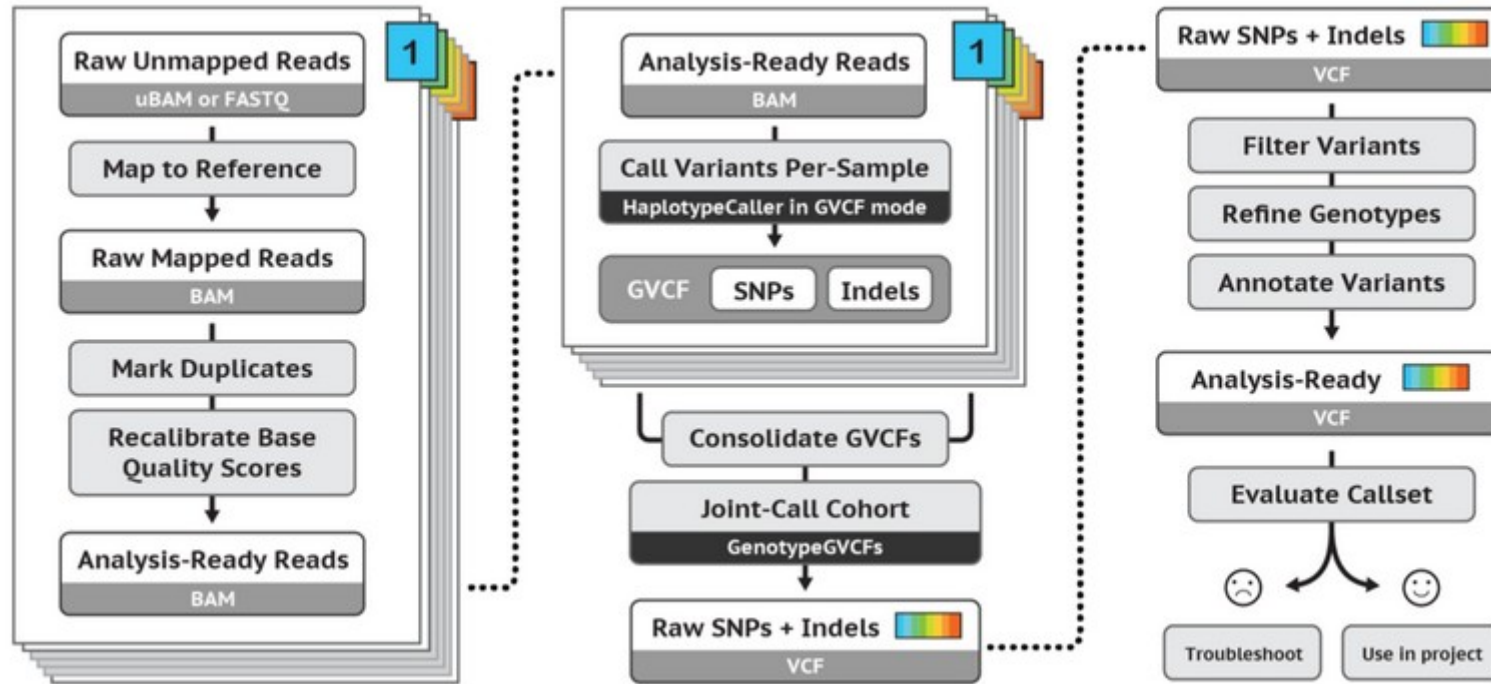 1
Raw Unmapped Reads
uBAM or FASTQ
Map to Reference
Raw Mapped Reads
BAM
Mark Duplicates
Recalibrate Base
Quality Scores
Analysis-Ready Reads
BAM
1
Analysis-Ready Reads
BAM
Call Variants Per-Sample
HaplotypeCaller in GVCF mode
GVCF SNPs Indels
Consolidate GVCFs
Joint-Call Cohort
GenotypeGVCFs
Raw SNPs + Indels
VCF
Raw SNPs + Indels
VCF
Filter Variants
Refine Genotypes
Annotate Variants
Analysis-Ready
VCF
Evaluate Callset
Troubleshoot
Use in project